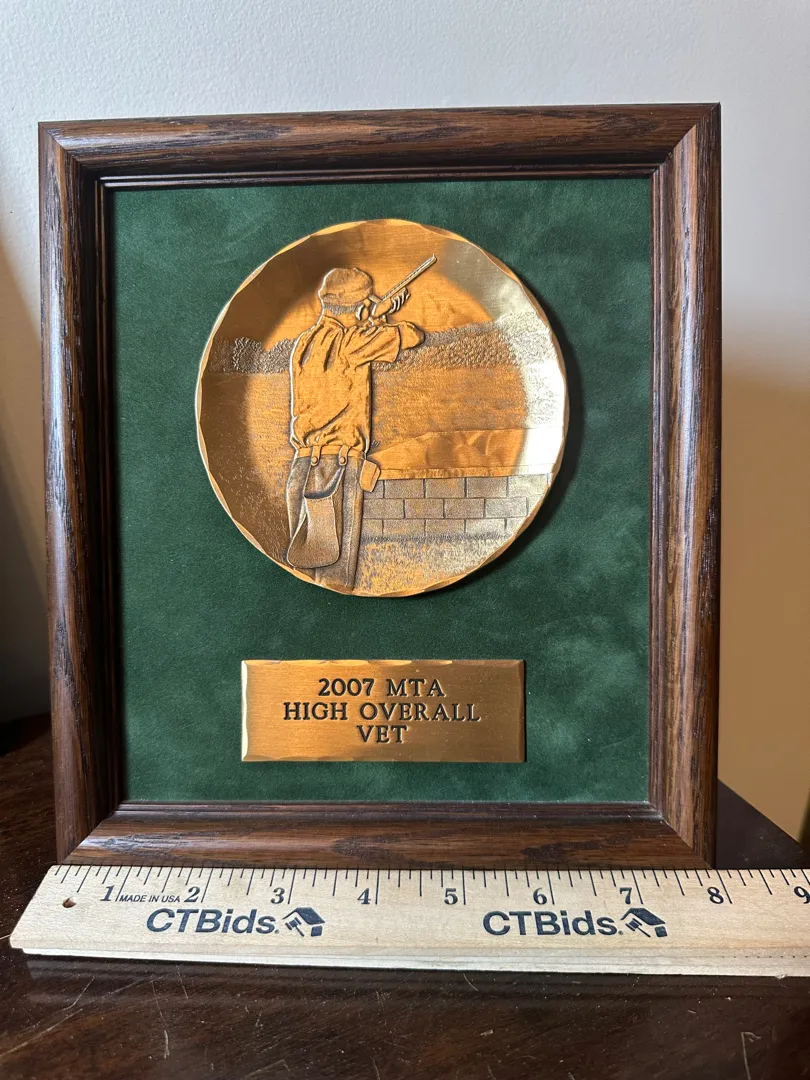 2007 MTA
HIGH OVERALL
VET
1 MADE IN USA 2 3 4 5 6 7 8 9
CTBids. CTBids.